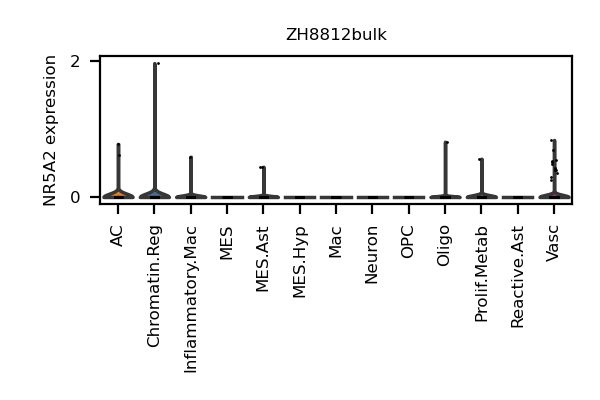 ZH8812bulk
NR5A2 expression
2
0
AC
Chromatin.Reg
Inflammatory.Mac
MES
MES.Ast
MES.Hyp
Mac
Neuron
OPC
Oligo
Prolif.Metab
Reactive.Ast
Vasc